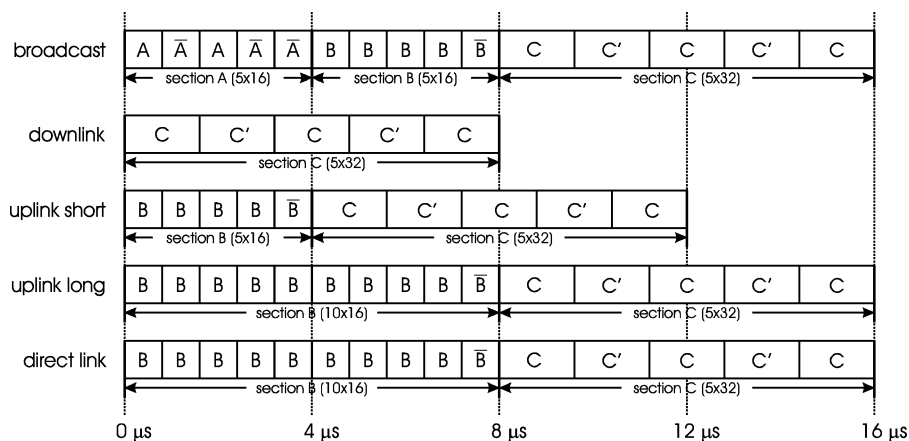 broadcast A A̅ A A̅ A̅ B B B B B̅ C C′ C C′ C
section A (5x16) section B (5x16) section C (5x32)
downlink C C′ C C′ C
section C (5x32)
uplink short B B B B B̅ C C′ C C′ C
section B (5x16) section C (5x32)
uplink long B B B B B B B B B B̅ C C′ C C′ C
section B (10x16) section C (5x32)
direct link B B B B B B B B B B̅ C C′ C C′ C
section B (10x16) section C (5x32)
0 µs 4 µs 8 µs 12 µs 16 µs